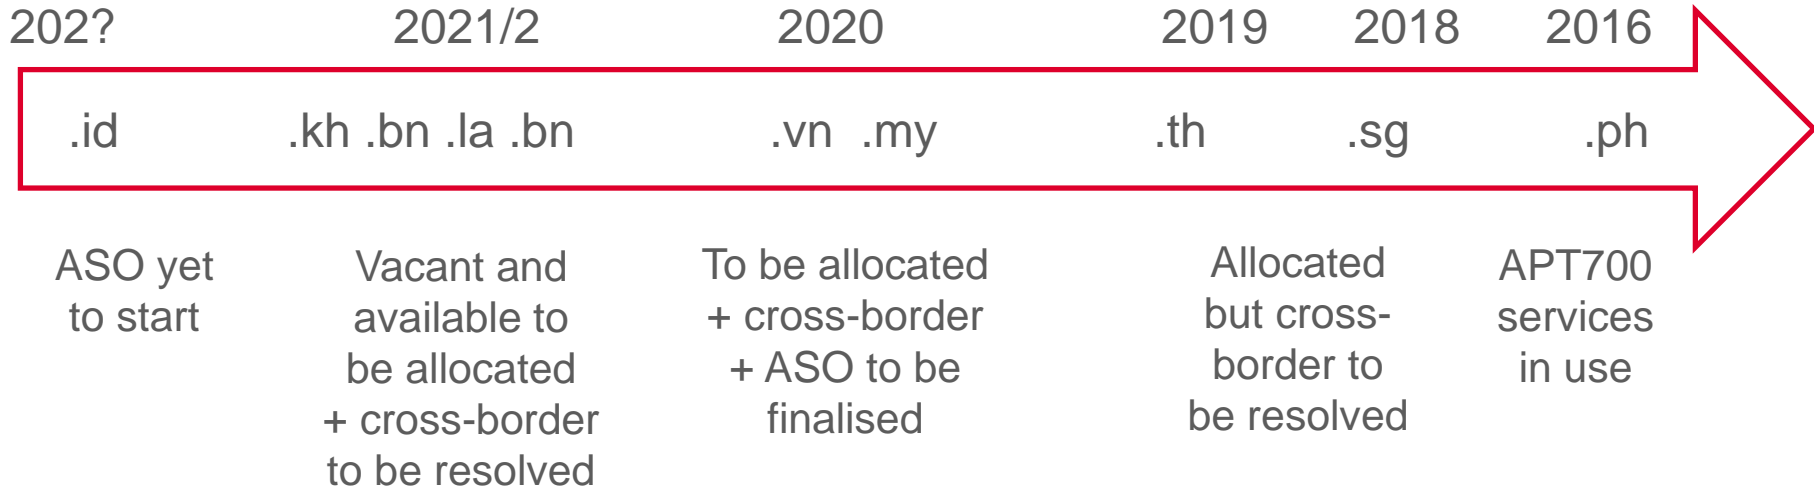 202? 2021/2 2020 2019 2018 2016
.id .kh .bn .la .bn .vn .my .th .sg .ph
ASO yet
to start
Vacant and
available to
be allocated
+ cross-border
to be resolved
To be allocated
+ cross-border
+ ASO to be
finalised
Allocated
but cross-
border to
be resolved
APT700
services
in use